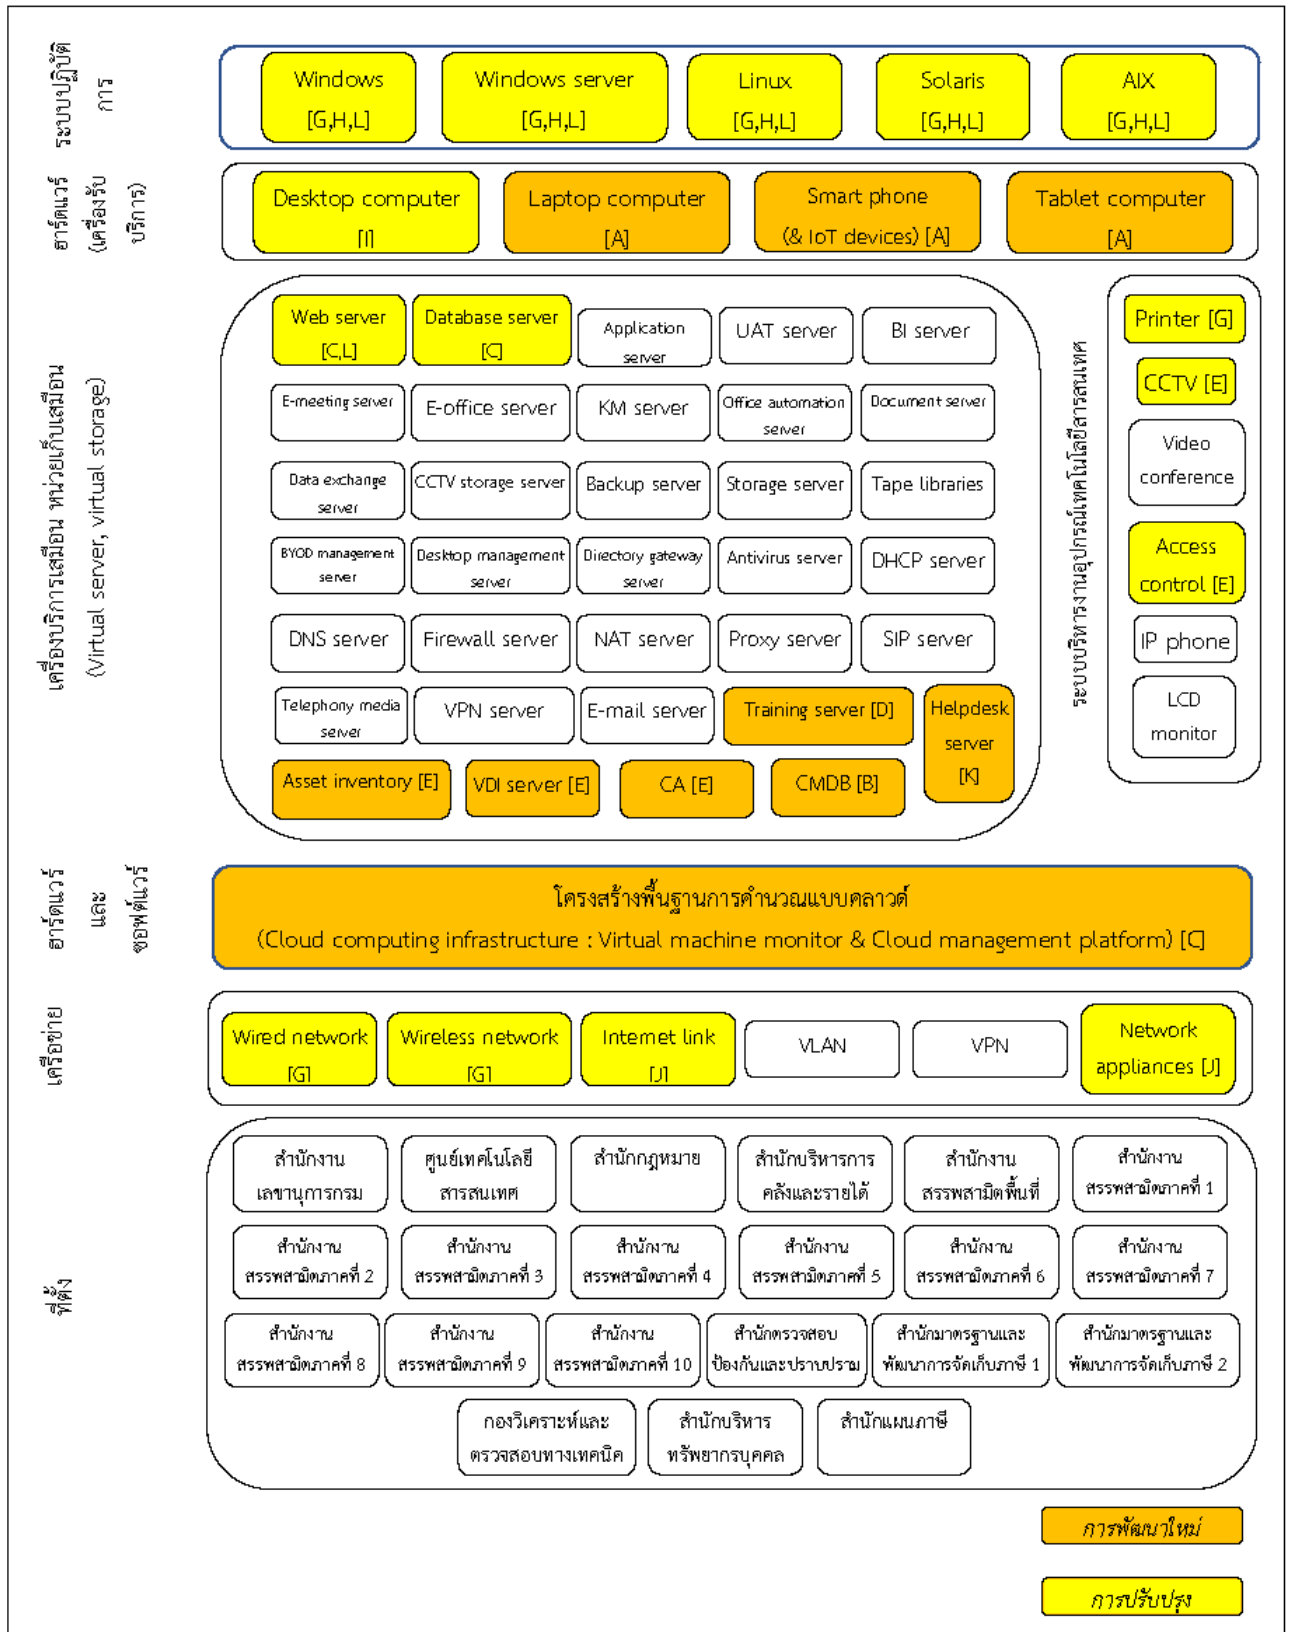 ระบบปฏิบัติ
การ
Windows
[G,H,L]
Windows server
[G,H,L]
Linux
[G,H,L]
Solaris
[G,H,L]
AIX
[G,H,L]
ฮาร์ดแวร์
(เครื่องรับ
บริการ)
Desktop computer
[I]
Laptop computer
[A]
Smart phone
(& IoT devices) [A]
Tablet computer
[A]
เครื่องบริการเสมือน หน่วยเก็บเสมือน
(Virtual server, virtual storage)
Web server
[C,L]
Database server
[C]
Application
server
UAT server
BI server
E-meeting server
E-office server
KM server
Office automation
server
Document server
Data exchange
server
CCTV storage server
Backup server
Storage server
Tape libraries
BYOD management
server
Desktop management
server
Directory gateway
server
Antivirus server
DHCP server
DNS server
Firewall server
NAT server
Proxy server
SIP server
Telephony media
server
VPN server
E-mail server
Training server [D]
Helpdesk
server
[K]
Asset inventory [E]
VDI server [E]
CA [E]
CMDB [B]
ระบบบริหารงานอุปกรณ์เทคโนโลยีสารสนเทศ
Printer [G]
CCTV [E]
Video
conference
Access
control [E]
IP phone
LCD
monitor
ฮาร์ดแวร์
และ
ซอฟต์แวร์
โครงสร้างพื้นฐานการคำนวณแบบคลาวด์
(Cloud computing infrastructure : Virtual machine monitor & Cloud management platform) [C]
เครือข่าย
Wired network
[G]
Wireless network
[G]
Internet link
[J]
VLAN
VPN
Network
appliances [J]
ที่ตั้ง
สำนักงาน
เลขานุการกรม
ศูนย์เทคโนโลยี
สารสนเทศ
สำนักกฎหมาย
สำนักบริหารการ
คลังและรายได้
สำนักงาน
สรรพสามิตพื้นที่
สำนักงาน
สรรพสามิตภาคที่ 1
สำนักงาน
สรรพสามิตภาคที่ 2
สำนักงาน
สรรพสามิตภาคที่ 3
สำนักงาน
สรรพสามิตภาคที่ 4
สำนักงาน
สรรพสามิตภาคที่ 5
สำนักงาน
สรรพสามิตภาคที่ 6
สำนักงาน
สรรพสามิตภาคที่ 7
สำนักงาน
สรรพสามิตภาคที่ 8
สำนักงาน
สรรพสามิตภาคที่ 9
สำนักงาน
สรรพสามิตภาคที่ 10
สำนักตรวจสอบ
ป้องกันและปราบปราม
สำนักมาตรฐานและ
พัฒนาการจัดเก็บภาษี 1
สำนักมาตรฐานและ
พัฒนาการจัดเก็บภาษี 2
กองวิเคราะห์และ
ตรวจสอบทางเทคนิค
สำนักบริหาร
ทรัพยากรบุคคล
สำนักแผนภาษี
การพัฒนาใหม่
การปรับปรุง